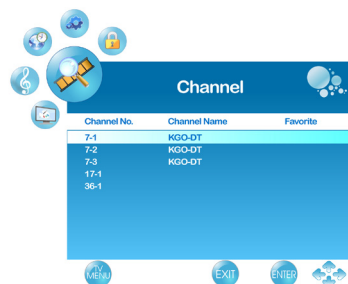 Channel
Channel No. Channel Name Favorite
7-1 KGO-DT
7-2 KGO-DT
7-3 KGO-DT
17-1
36-1
TV MENU EXIT ENTER